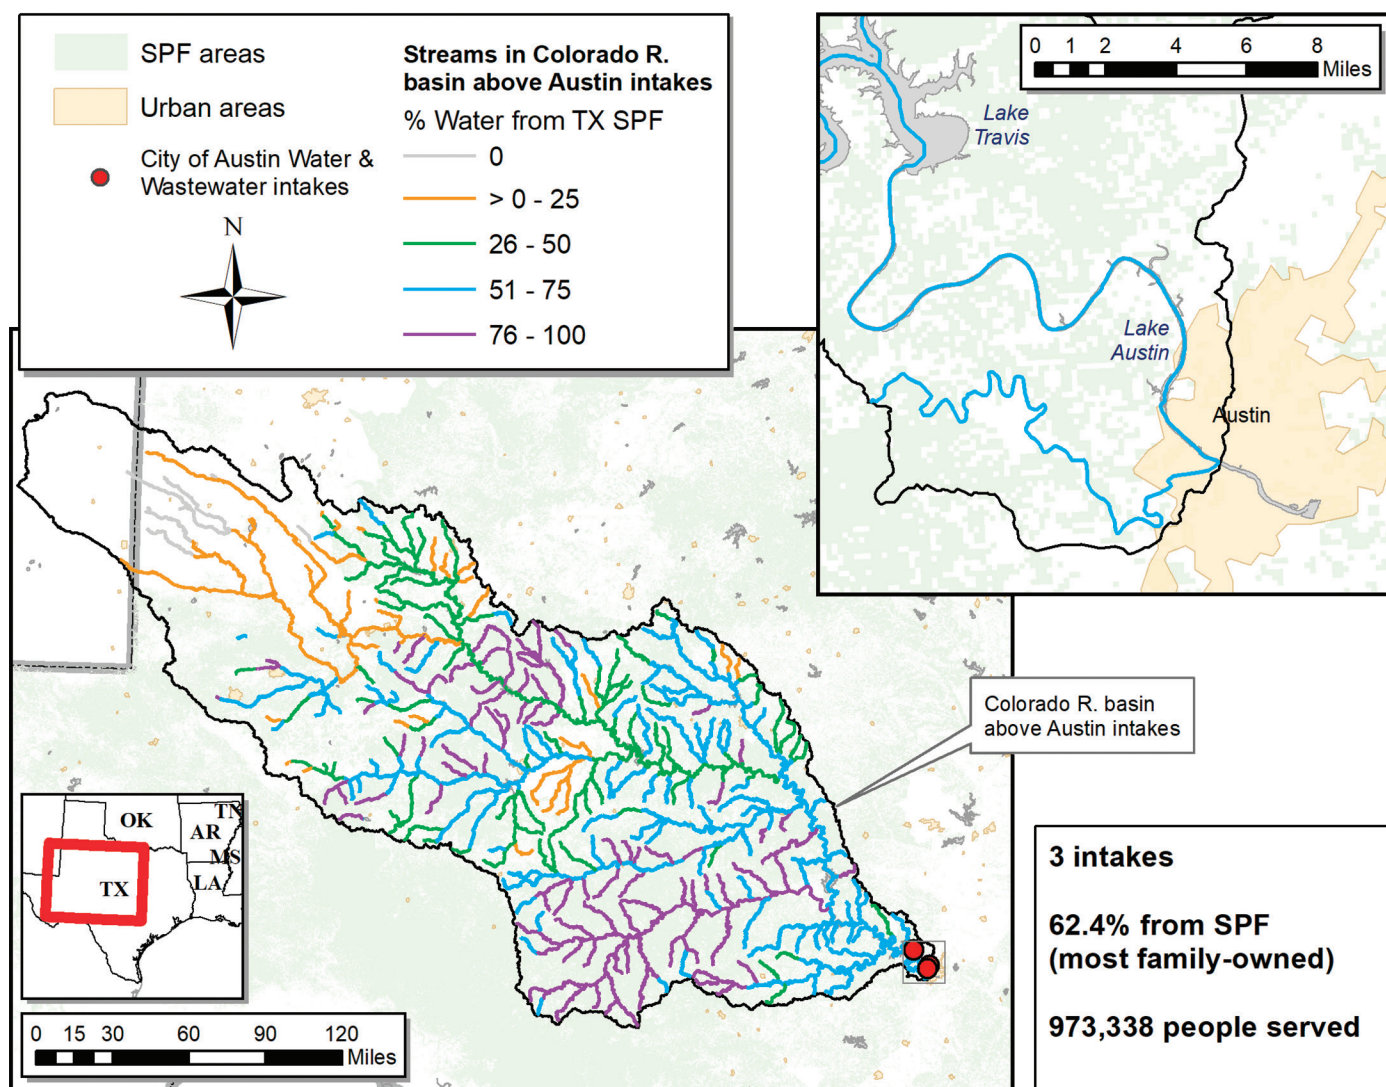 SPF areas
Urban areas
City of Austin Water &
Wastewater intakes
N
Streams in Colorado R.
basin above Austin intakes
% Water from TX SPF
0
> 0 - 25
26 - 50
51 - 75
76 - 100
0 1 2 4 6 8
Miles
Lake
Travis
Lake
Austin
Austin
Colorado R. basin
above Austin intakes
OK
TN
AR
MS
LA
TX
0 15 30 60 90 120
Miles
3 intakes
62.4% from SPF
(most family-owned)
973,338 people served